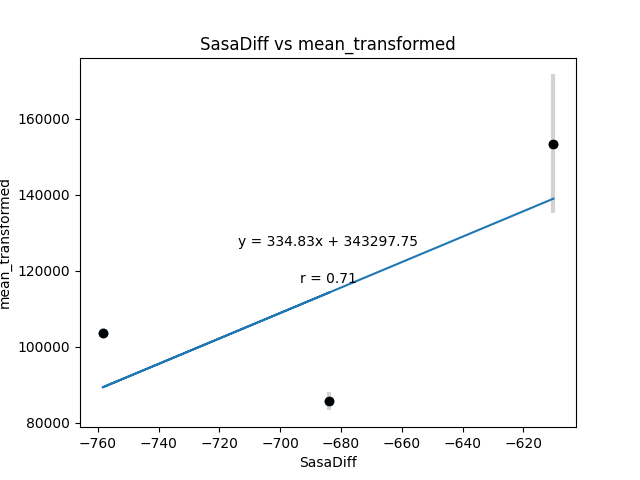 SasaDiff vs mean_transformed
mean_transformed
160000
140000
120000
100000
80000
y = 334.83x + 343297.75
r = 0.71
−760 −740 −720 −700 −680 −660 −640 −620
SasaDiff